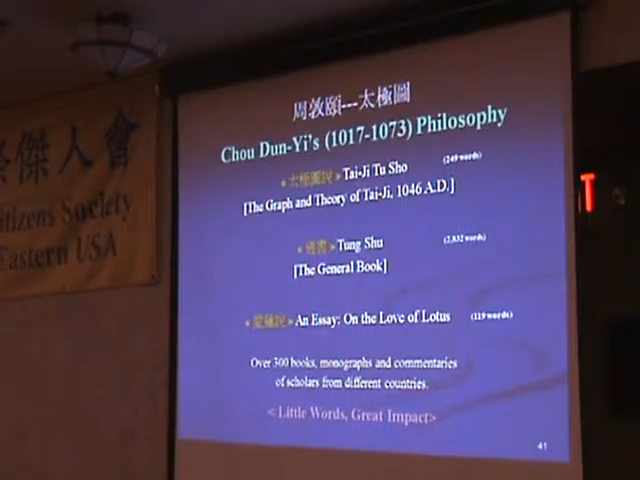 周敦頤---太極圖
Chou Dun-Yi's (1017-1073) Philosophy
«太極圖說» Tai-Ji Tu Sho (249 words)
[The Graph and Theory of Tai-Ji, 1046 A.D.]
«通書» Tung Shu (2,832 words)
[The General Book]
«愛蓮說» An Essay: On the Love of Lotus (119 words)
Over 300 books, monographs and commentaries
of scholars from different countries.
< Little Words, Great Impact>
41
傑人會
Society
Eastern USA